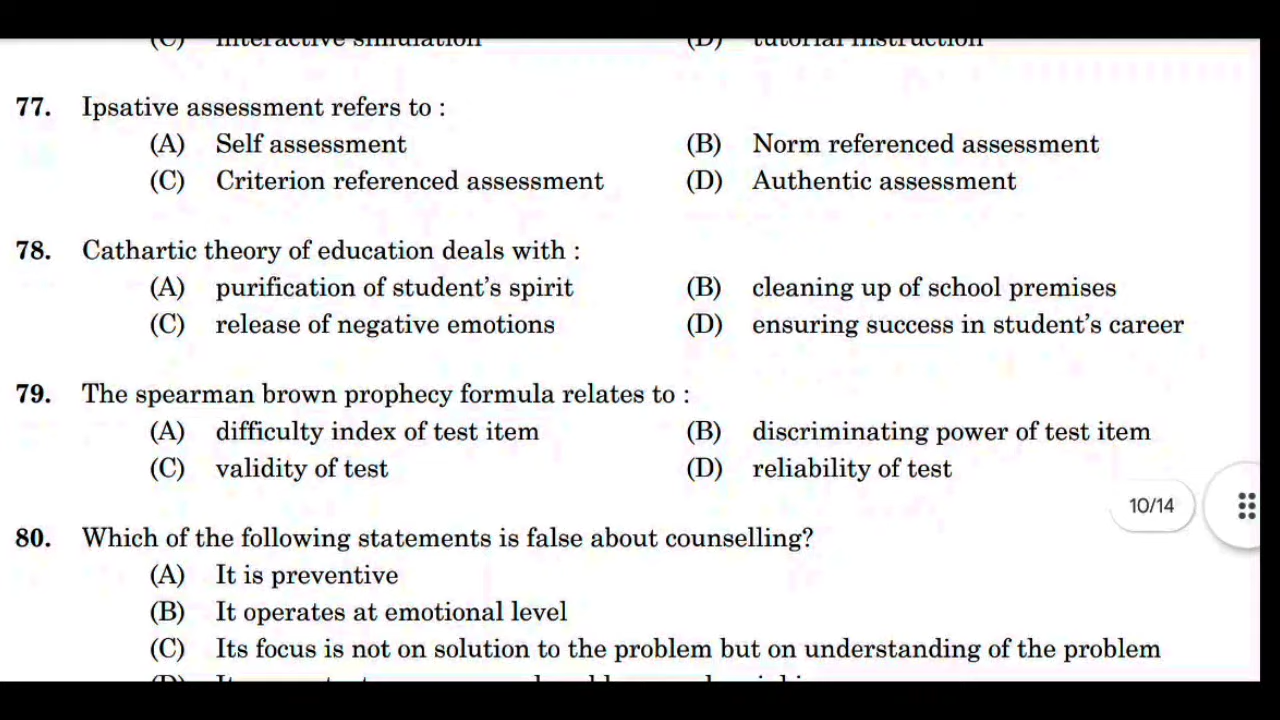 (C) interactive simulation (D) tutorial instruction
77. Ipsative assessment refers to :
(A) Self assessment (B) Norm referenced assessment
(C) Criterion referenced assessment (D) Authentic assessment
78. Cathartic theory of education deals with :
(A) purification of student's spirit (B) cleaning up of school premises
(C) release of negative emotions (D) ensuring success in student's career
79. The spearman brown prophecy formula relates to :
(A) difficulty index of test item (B) discriminating power of test item
(C) validity of test (D) reliability of test
10/14
80. Which of the following statements is false about counselling?
(A) It is preventive
(B) It operates at emotional level
(C) Its focus is not on solution to the problem but on understanding of the problem
(D)